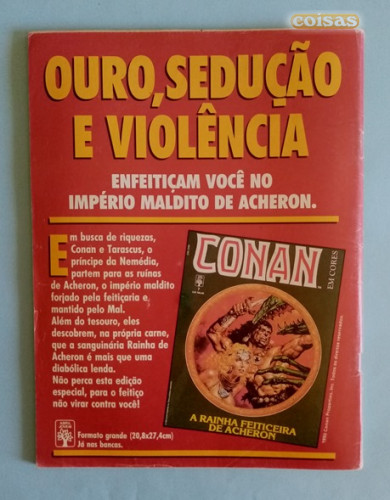 coisas
OURO, SEDUÇÃO
E VIOLÊNCIA
ENFEITIÇAM VOCÊ NO
IMPÉRIO MALDITO DE ACHERON.
Em busca de riquezas,
Conan e Tarascus, o
príncipe da Nemédia,
partem para as ruínas
de Acheron, o império maldito
forjado pela feitiçaria e
mantido pelo Mal.
Além do tesouro, eles
descobrem, na própria carne,
que a sanguinária Rainha de
Acheron é mais que uma
diabólica lenda.
Não perca esta edição
especial, para o feitiço
não virar contra você!
Formato grande (20,8x27,4cm)
Já nas bancas.
CONAN
EM CORES
A RAINHA FEITICEIRA
DE ACHERON